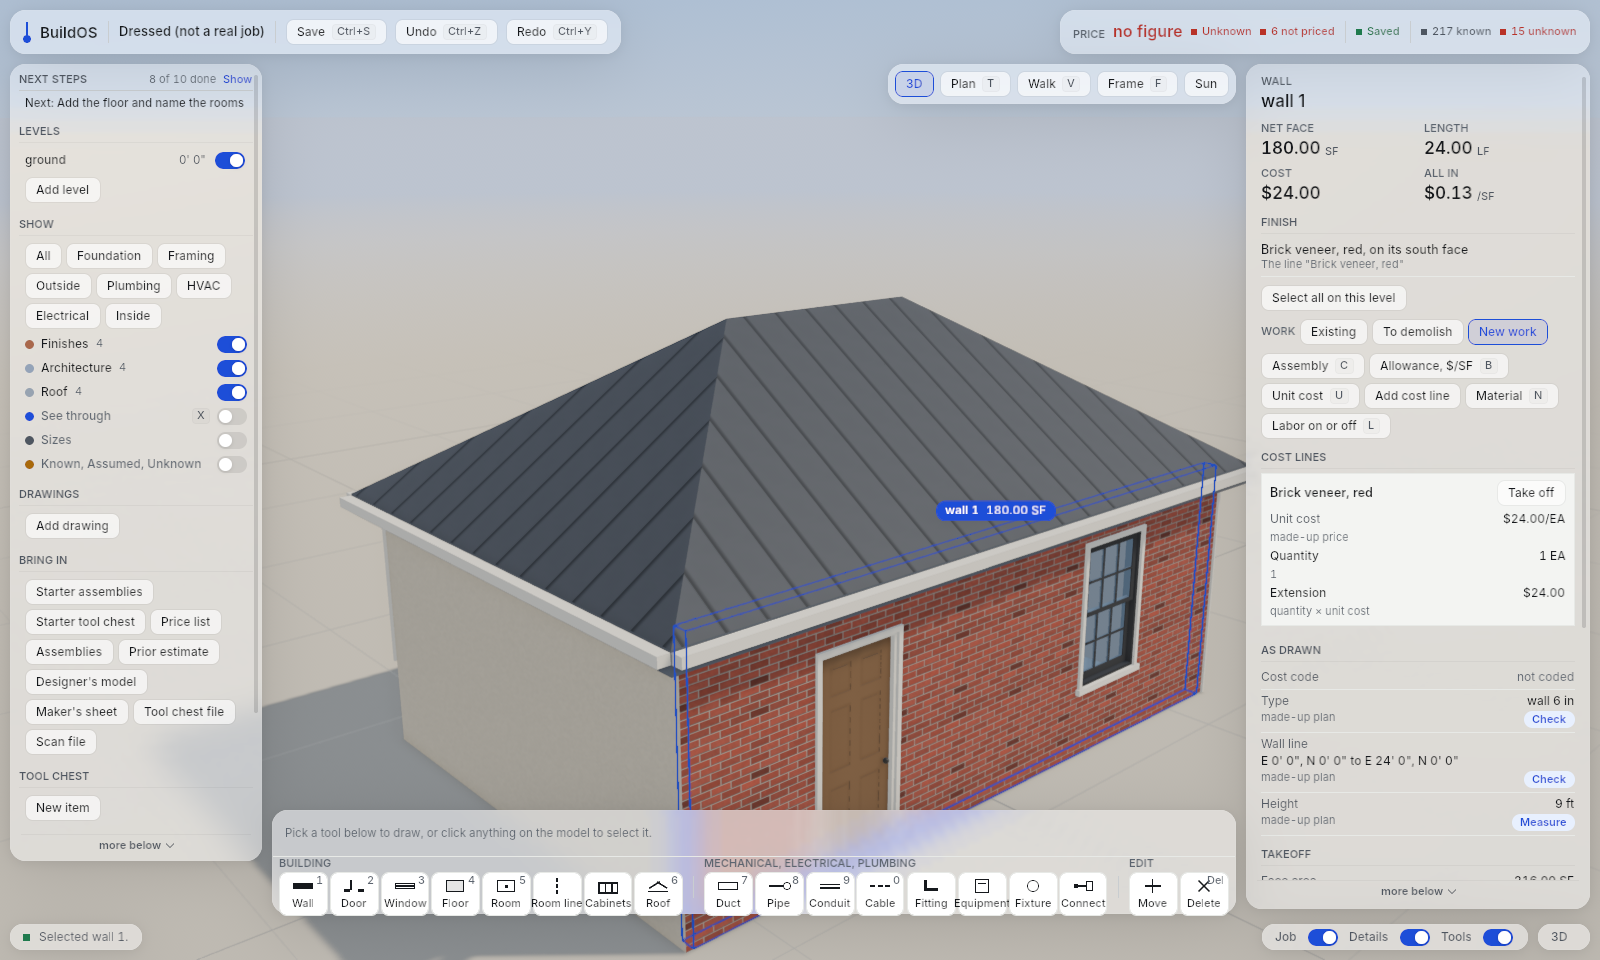 BuildOS
Dressed (not a real job)
Save Ctrl+S
Undo Ctrl+Z
Redo Ctrl+Y
PRICE no figure
Unknown
6 not priced
Saved
217 known
15 unknown
NEXT STEPS 8 of 10 done Show
Next: Add the floor and name the rooms
LEVELS
ground 0' 0"
Add level
SHOW
All Foundation Framing
Outside Plumbing HVAC
Electrical Inside
Finishes 4
Architecture 4
Roof 4
See through X
Sizes
Known, Assumed, Unknown
DRAWINGS
Add drawing
BRING IN
Starter assemblies
Starter tool chest Price list
Assemblies Prior estimate
Designer's model
Maker's sheet Tool chest file
Scan file
TOOL CHEST
New item
more below
Selected wall 1.
3D Plan T Walk V Frame F Sun
wall 1 180.00 SF
Pick a tool below to draw, or click anything on the model to select it.
BUILDING
1 Wall
2 Door
3 Window
4 Floor
5 Room
Room line
Cabinets
6 Roof
MECHANICAL, ELECTRICAL, PLUMBING
7 Duct
8 Pipe
9 Conduit
0 Cable
Fitting
Equipment
Fixture
Connect
EDIT
Move
Del Delete
WALL
wall 1
NET FACE LENGTH
180.00 SF 24.00 LF
COST ALL IN
$24.00 $0.13 /SF
FINISH
Brick veneer, red, on its south face
The line "Brick veneer, red"
Select all on this level
WORK Existing To demolish New work
Assembly C Allowance, $/SF B
Unit cost U Add cost line Material N
Labor on or off L
COST LINES
Brick veneer, red Take off
Unit cost $24.00/EA
made-up price
Quantity 1 EA
1
Extension $24.00
quantity × unit cost
AS DRAWN
Cost code not coded
Type wall 6 in
made-up plan Check
Wall line
E 0' 0", N 0' 0" to E 24' 0", N 0' 0"
made-up plan Check
Height 9 ft
made-up plan Measure
TAKEOFF
Face area 216.00 SF
more below
Job Details Tools 3D